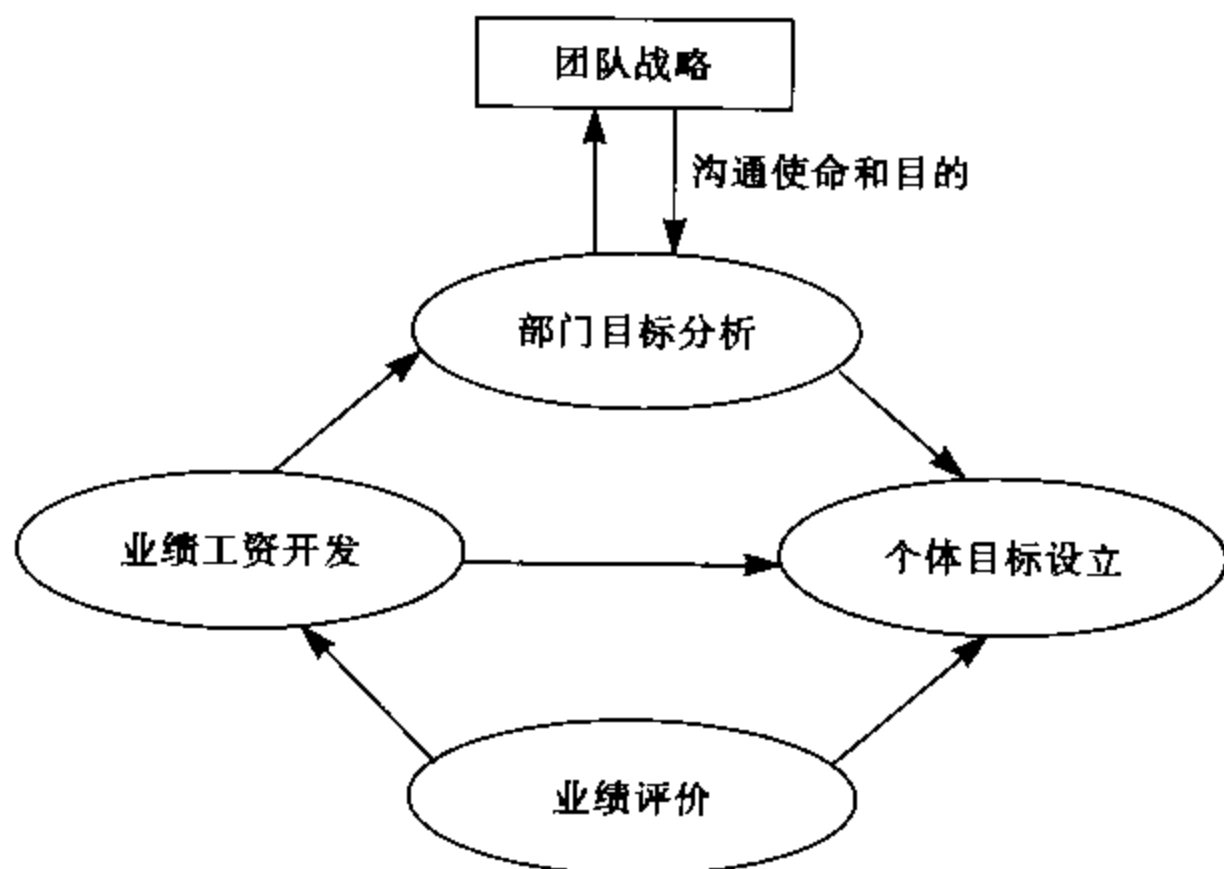 团队战略
沟通使命和目的
部门目标分析
业绩工资开发
个体目标设立
业绩评价